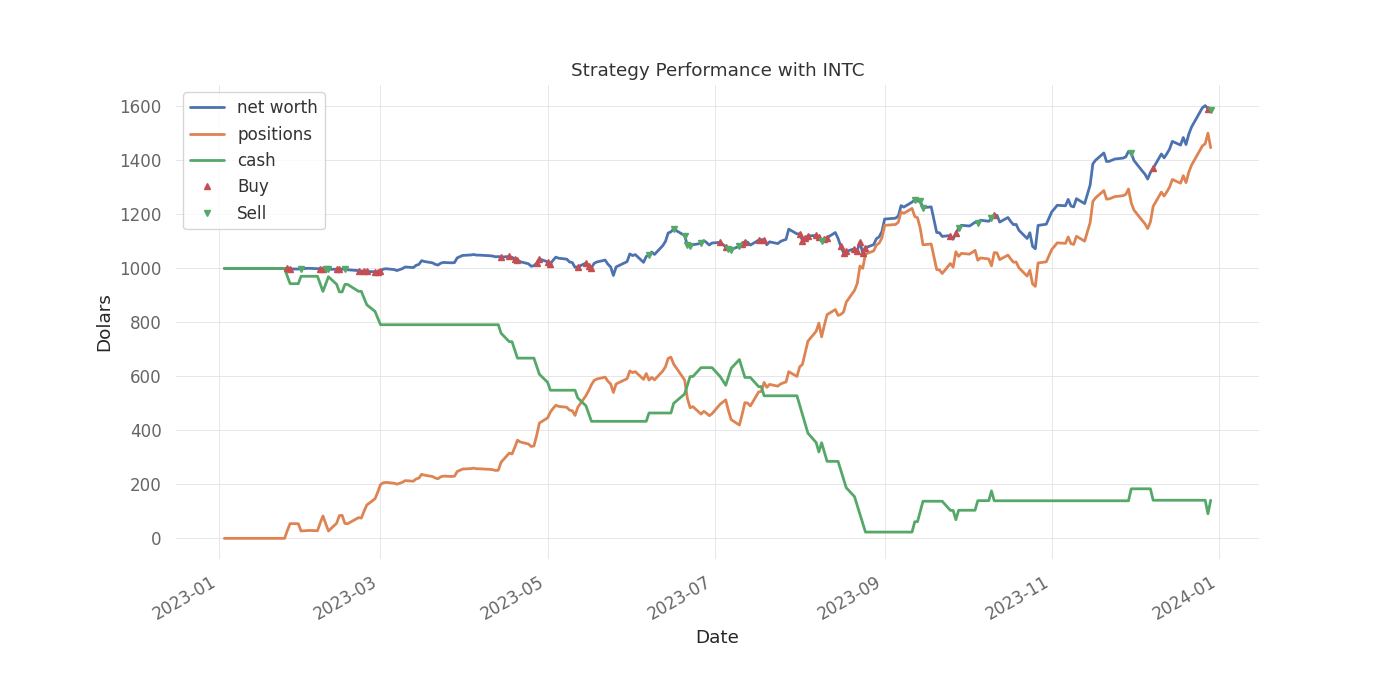 Strategy Performance with INTC
net worth
positions
cash
Buy
Sell
Dolars
1600
1400
1200
1000
800
600
400
200
0
2023-01
2023-03
2023-05
2023-07
2023-09
2023-11
2024-01
Date